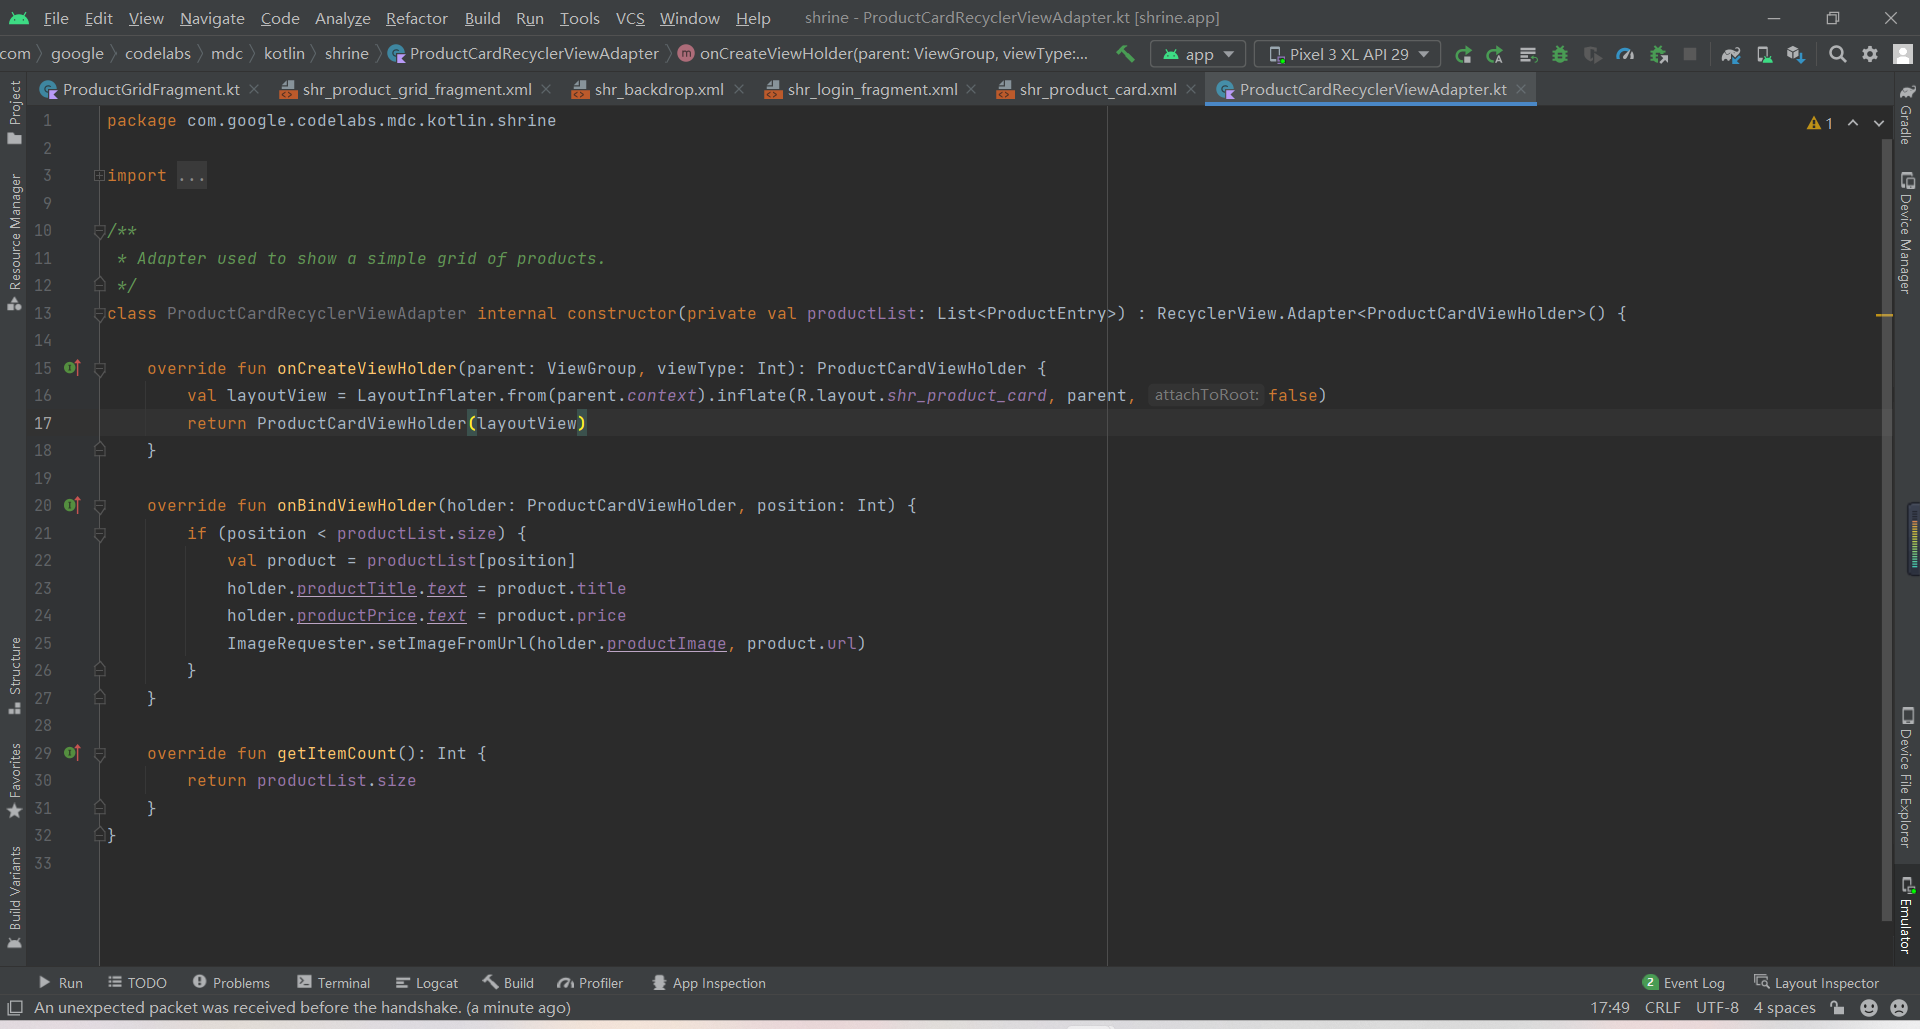 File Edit View Navigate Code Analyze Refactor Build Run Tools VCS Window Help shrine - ProductCardRecyclerViewAdapter.kt [shrine.app]
com google codelabs mdc kotlin shrine ProductCardRecyclerViewAdapter m onCreateViewHolder(parent: ViewGroup, viewType:... app Pixel 3 XL API 29
ProductGridFragment.kt shr_product_grid_fragment.xml shr_backdrop.xml shr_login_fragment.xml shr_product_card.xml ProductCardRecyclerViewAdapter.kt
Project
Resource Manager
Structure
Favorites
Build Variants
1 package com.google.codelabs.mdc.kotlin.shrine
2
3 import ...
9
10 /**
11 * Adapter used to show a simple grid of products.
12 */
13 class ProductCardRecyclerViewAdapter internal constructor(private val productList: List<ProductEntry>) : RecyclerView.Adapter<ProductCardViewHolder>() {
14
15 override fun onCreateViewHolder(parent: ViewGroup, viewType: Int): ProductCardViewHolder {
16 val layoutView = LayoutInflater.from(parent.context).inflate(R.layout.shr_product_card, parent, attachToRoot: false)
17 return ProductCardViewHolder(layoutView)
18 }
19
20 override fun onBindViewHolder(holder: ProductCardViewHolder, position: Int) {
21 if (position < productList.size) {
22 val product = productList[position]
23 holder.productTitle.text = product.title
24 holder.productPrice.text = product.price
25 ImageRequester.setImageFromUrl(holder.productImage, product.url)
26 }
27 }
28
29 override fun getItemCount(): Int {
30 return productList.size
31 }
32 }
33
1
Gradle
Device Manager
Device File Explorer
Emulator
Run TODO Problems Terminal Logcat Build Profiler App Inspection 2 Event Log Layout Inspector
An unexpected packet was received before the handshake. (a minute ago) 17:49 CRLF UTF-8 4 spaces